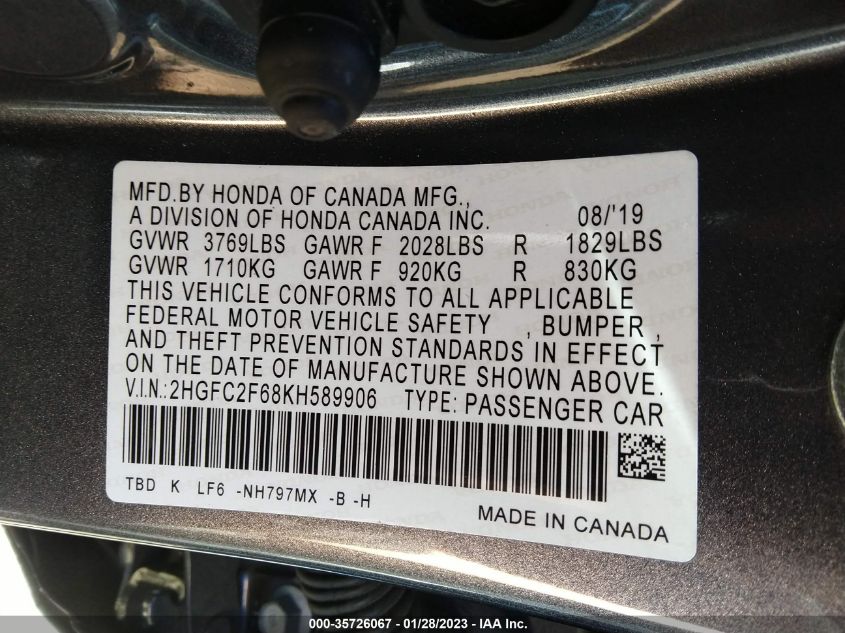 MFD.BY HONDA OF CANADA MFG.,
A DIVISION OF HONDA CANADA INC. 08/'19
GVWR 3769LBS GAWR F 2028LBS R 1829LBS
GVWR 1710KG GAWR F 920KG R 830KG
THIS VEHICLE CONFORMS TO ALL APPLICABLE
FEDERAL MOTOR VEHICLE SAFETY , BUMPER ,
AND THEFT PREVENTION STANDARDS IN EFFECT
ON THE DATE OF MANUFACTURE SHOWN ABOVE.
V.I.N.:2HGFC2F68KH589906 TYPE: PASSENGER CAR
TBD K LF6 -NH797MX -B -H
MADE IN CANADA
000-35726067 - 01/28/2023 - IAA Inc.